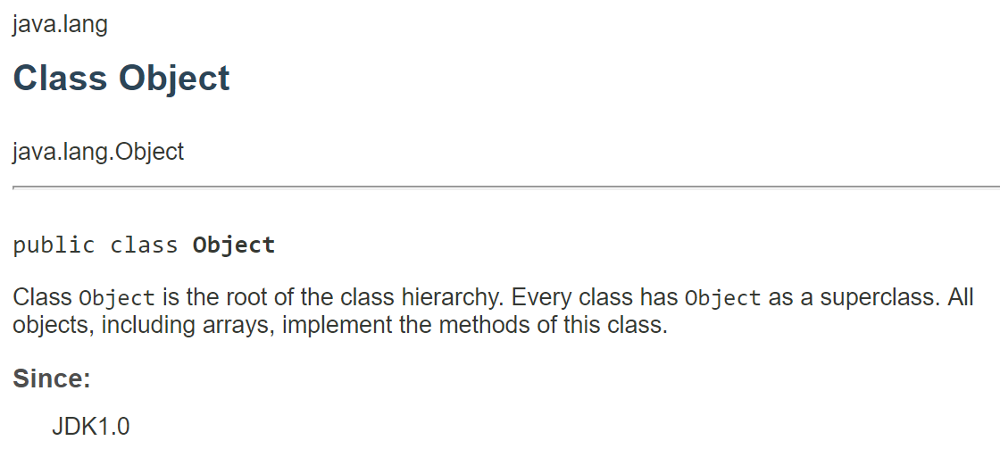 java.lang
Class Object
java.lang.Object
public class Object
Class Object is the root of the class hierarchy. Every class has Object as a superclass. All
objects, including arrays, implement the methods of this class.
Since:
JDK1.0